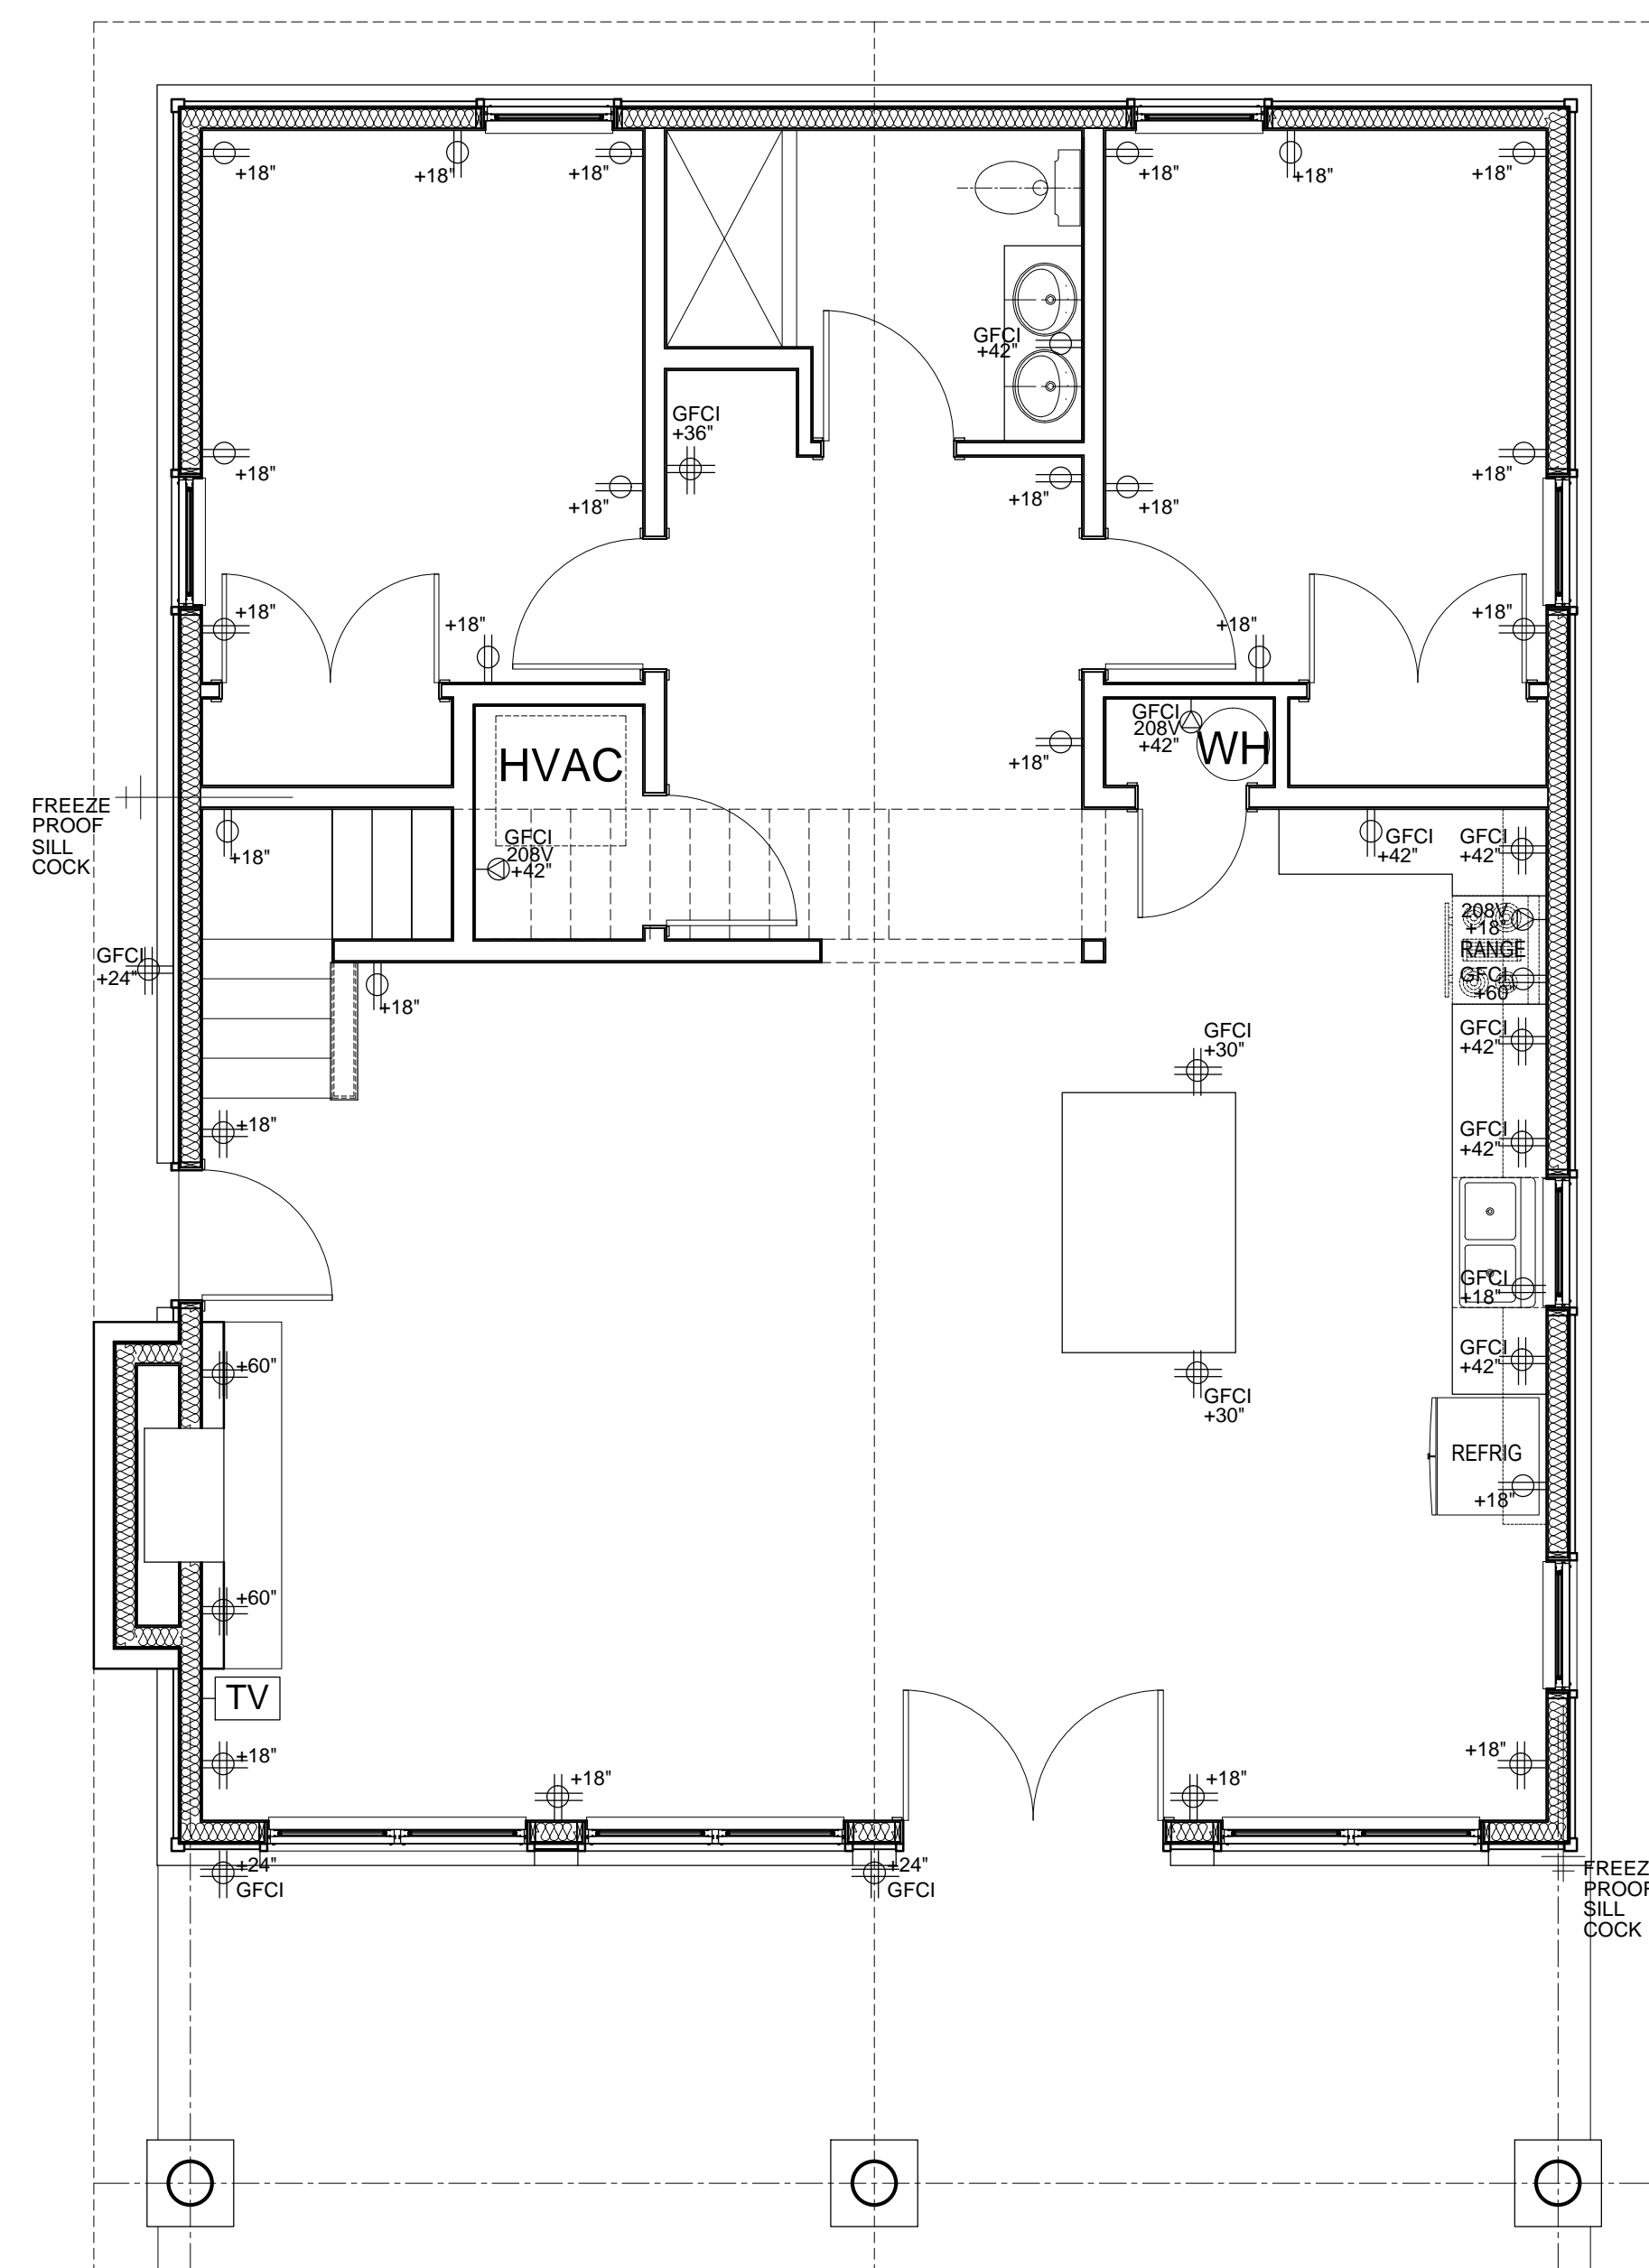 +18"
+18"
+18"
+18"
+18"
+18"
GFCI
+42"
GFCI
+36"
+18"
+18"
+18"
+18"
+18"
+18"
+18"
+18"
+18"
+18"
GFCI
208V
+42"
WH
HVAC
+18"
FREEZE
PROOF
SILL
COCK
+18"
GFCI
208V
+42"
GFCI
+42"
GFCI
+42"
208V
+18"
RANGE
GFCI
+60"
GFCI
+24"
+18"
GFCI
+42"
GFCI
+30"
+18"
GFCI
+42"
GFCI
+18"
GFCI
+42"
+60"
GFCI
+30"
REFRIG
+18"
+60"
TV
+18"
+18"
+18"
+18"
+24"
GFCI
+24"
GFCI
FREEZ
PROOF
SILL
COCK